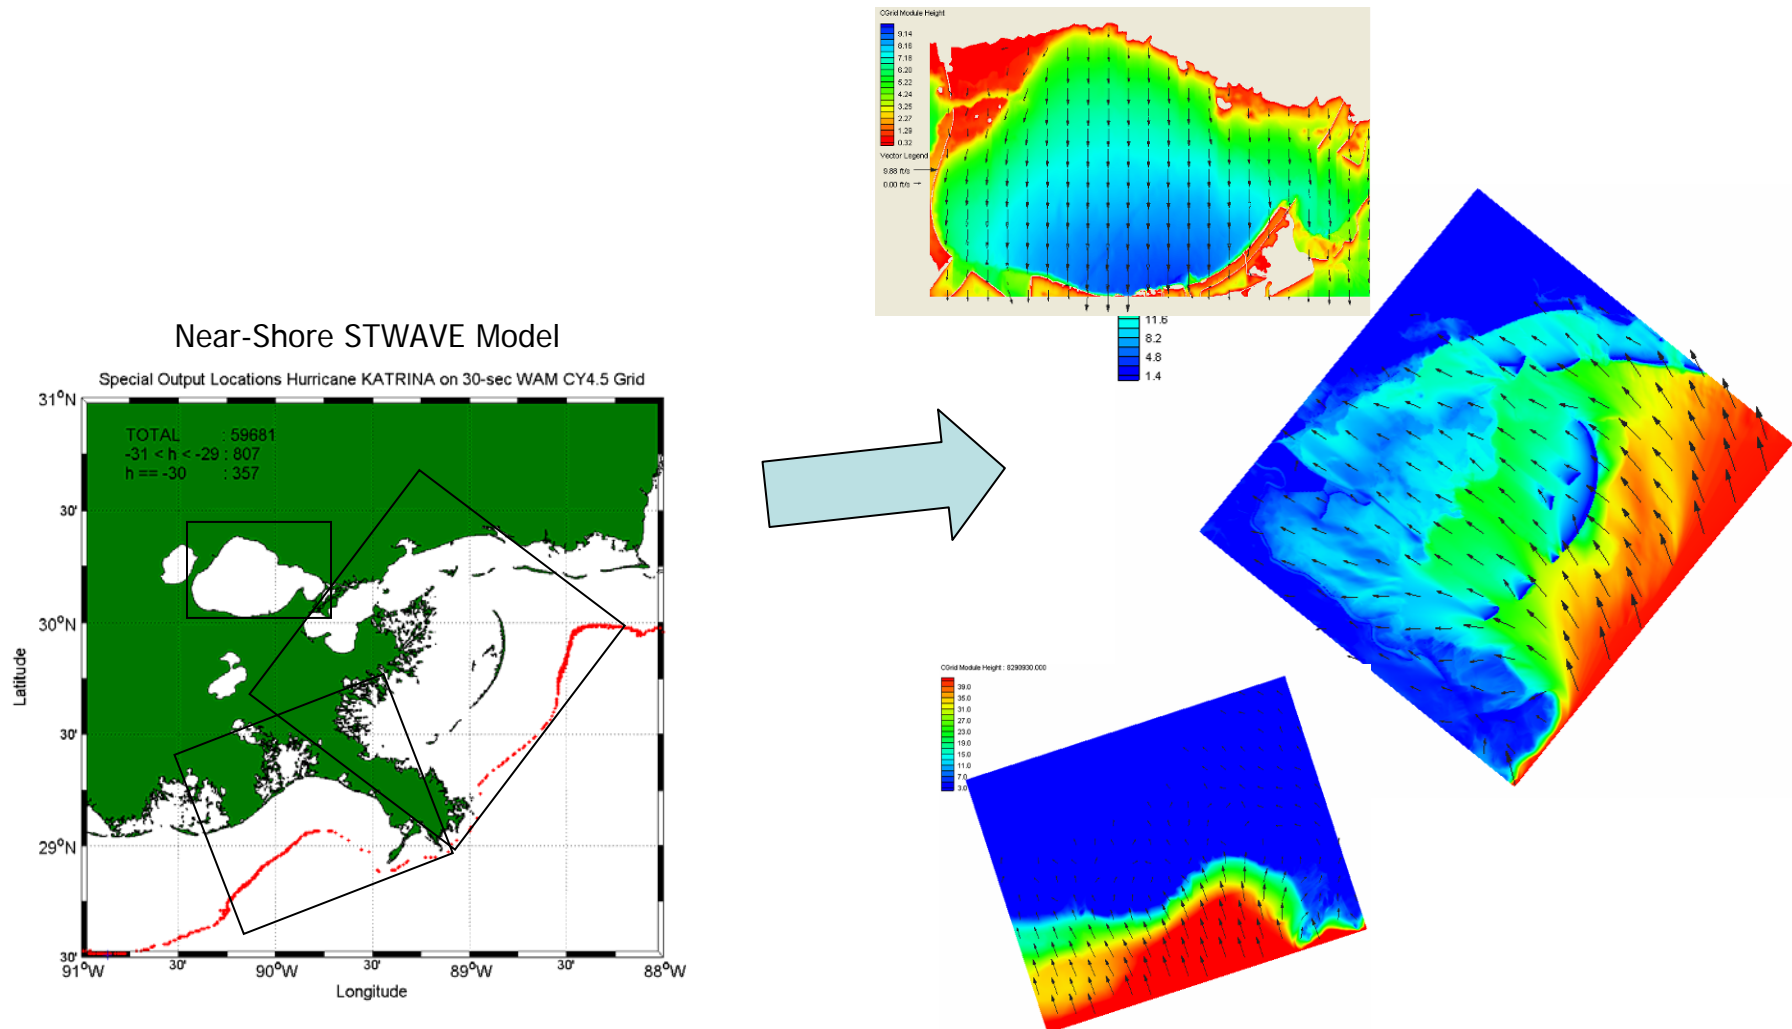 CGrid Module Height
9.14
8.16
7.18
6.20
5.22
4.24
3.25
2.27
1.29
0.32
Vector Legend
9.88 ft/s
0.00 ft/s
11.6
8.2
4.8
1.4
Near-Shore STWAVE Model
Special Output Locations Hurricane KATRINA on 30-sec WAM CY4.5 Grid
TOTAL : 59681
-31 < h < -29 : 807
h == -30 : 357
31°N
30'
30°N
30'
29°N
30'
Latitude
91°W 30' 90°W 30' 89°W 30' 88°W
Longitude
CGrid Module Height : 8290930.000
39.0
35.0
31.0
27.0
23.0
19.0
15.0
11.0
7.0
3.0